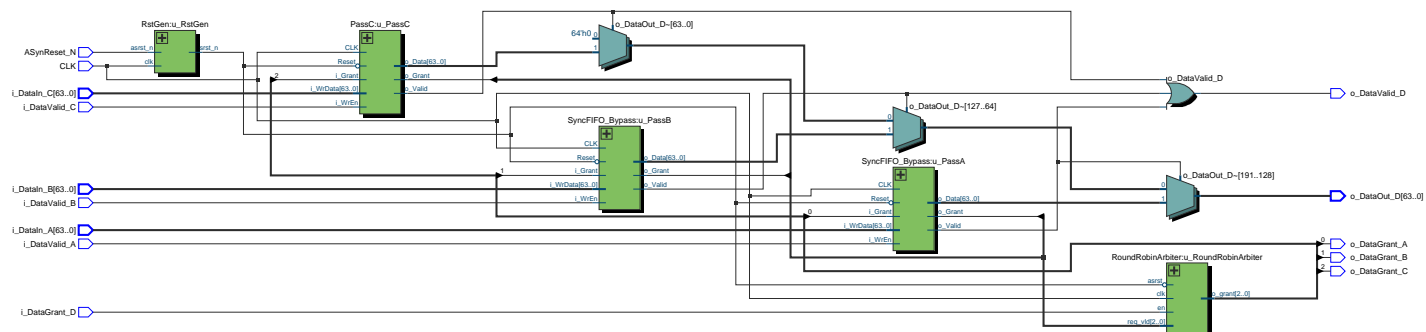 RstGen:u_RstGen
asrst_n
clk
srst_n
PassC:u_PassC
CLK
Reset
i_Grant
i_WrData[63..0]
i_WrEn
o_Data[63..0]
o_Grant
o_Valid
o_DataOut_D~[63..0]
64'h0
0
1
ASynReset_N
CLK
i_DataIn_C[63..0]
i_DataValid_C
2
o_DataValid_D
o_DataValid_D
o_DataOut_D~[127..64]
0
1
SyncFIFO_Bypass:u_PassB
CLK
Reset
i_Grant
i_WrData[63..0]
i_WrEn
o_Data[63..0]
o_Grant
o_Valid
1
i_DataIn_B[63..0]
i_DataValid_B
SyncFIFO_Bypass:u_PassA
CLK
Reset
i_Grant
i_WrData[63..0]
i_WrEn
o_Data[63..0]
o_Grant
o_Valid
0
o_DataOut_D~[191..128]
0
1
o_DataOut_D[63..0]
i_DataIn_A[63..0]
i_DataValid_A
0
o_DataGrant_A
1
o_DataGrant_B
2
o_DataGrant_C
RoundRobinArbiter:u_RoundRobinArbiter
asrst
clk
en
req_vld[2..0]
o_grant[2..0]
i_DataGrant_D